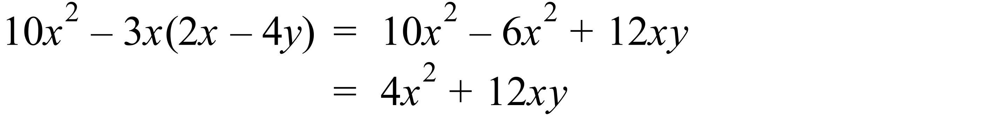 10x² − 3x(2x − 4y) = 10x² − 6x² + 12xy
= 4x² + 12xy